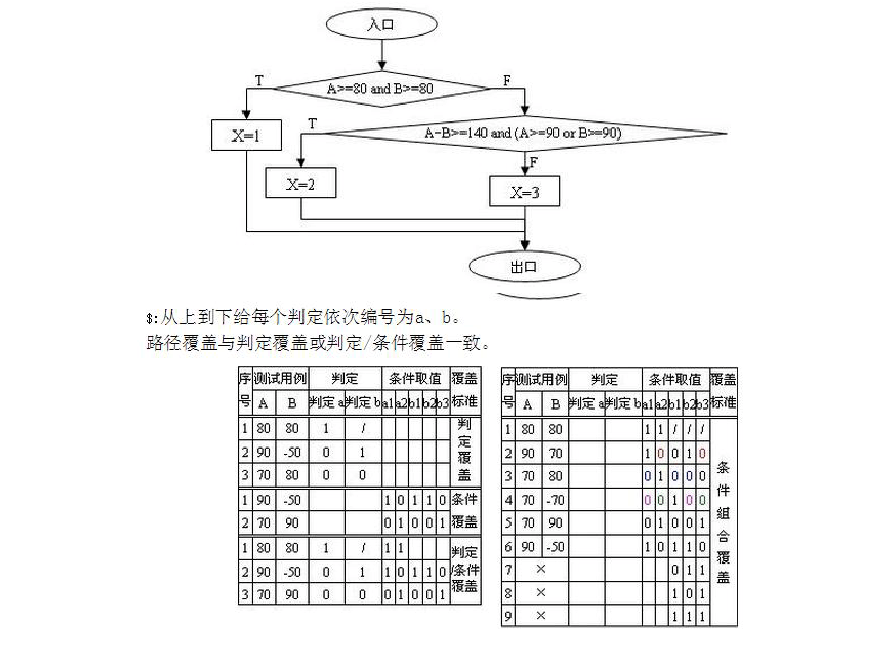 入口
T
A>=80 and B>=80
F
X=1
T
A-B>=140 and (A>=90 or B>=90)
F
X=2
X=3
出口
$:从上到下给每个判定依次编号为a、b。
路径覆盖与判定覆盖或判定/条件覆盖一致。
序号 测试用例 判定 条件取值 覆盖标准
A B 判定a 判定b a1 a2 b1 b2 b3
1 80 80 1 / 判定覆盖
2 90 -50 0 1
3 70 80 0 0
1 90 -50 1 0 1 1 0 条件覆盖
2 70 90 0 1 0 0 1
1 80 80 1 / 1 1 判定/条件覆盖
2 90 -50 0 1 1 0 1 1 0
3 70 90 0 0 0 1 0 0 1
序号 测试用例 判定 条件取值 覆盖标准
A B 判定a 判定b a1 a2 b1 b2 b3
1 80 80 1 1 / / / 条件组合覆盖
2 90 70 1 0 0 1 0
3 70 80 0 1 0 0 0
4 70 -70 0 0 1 0 0
5 70 90 0 1 0 0 1
6 90 -50 1 0 1 1 0
7 × 0 1 1
8 × 1 0 1
9 × 1 1 1